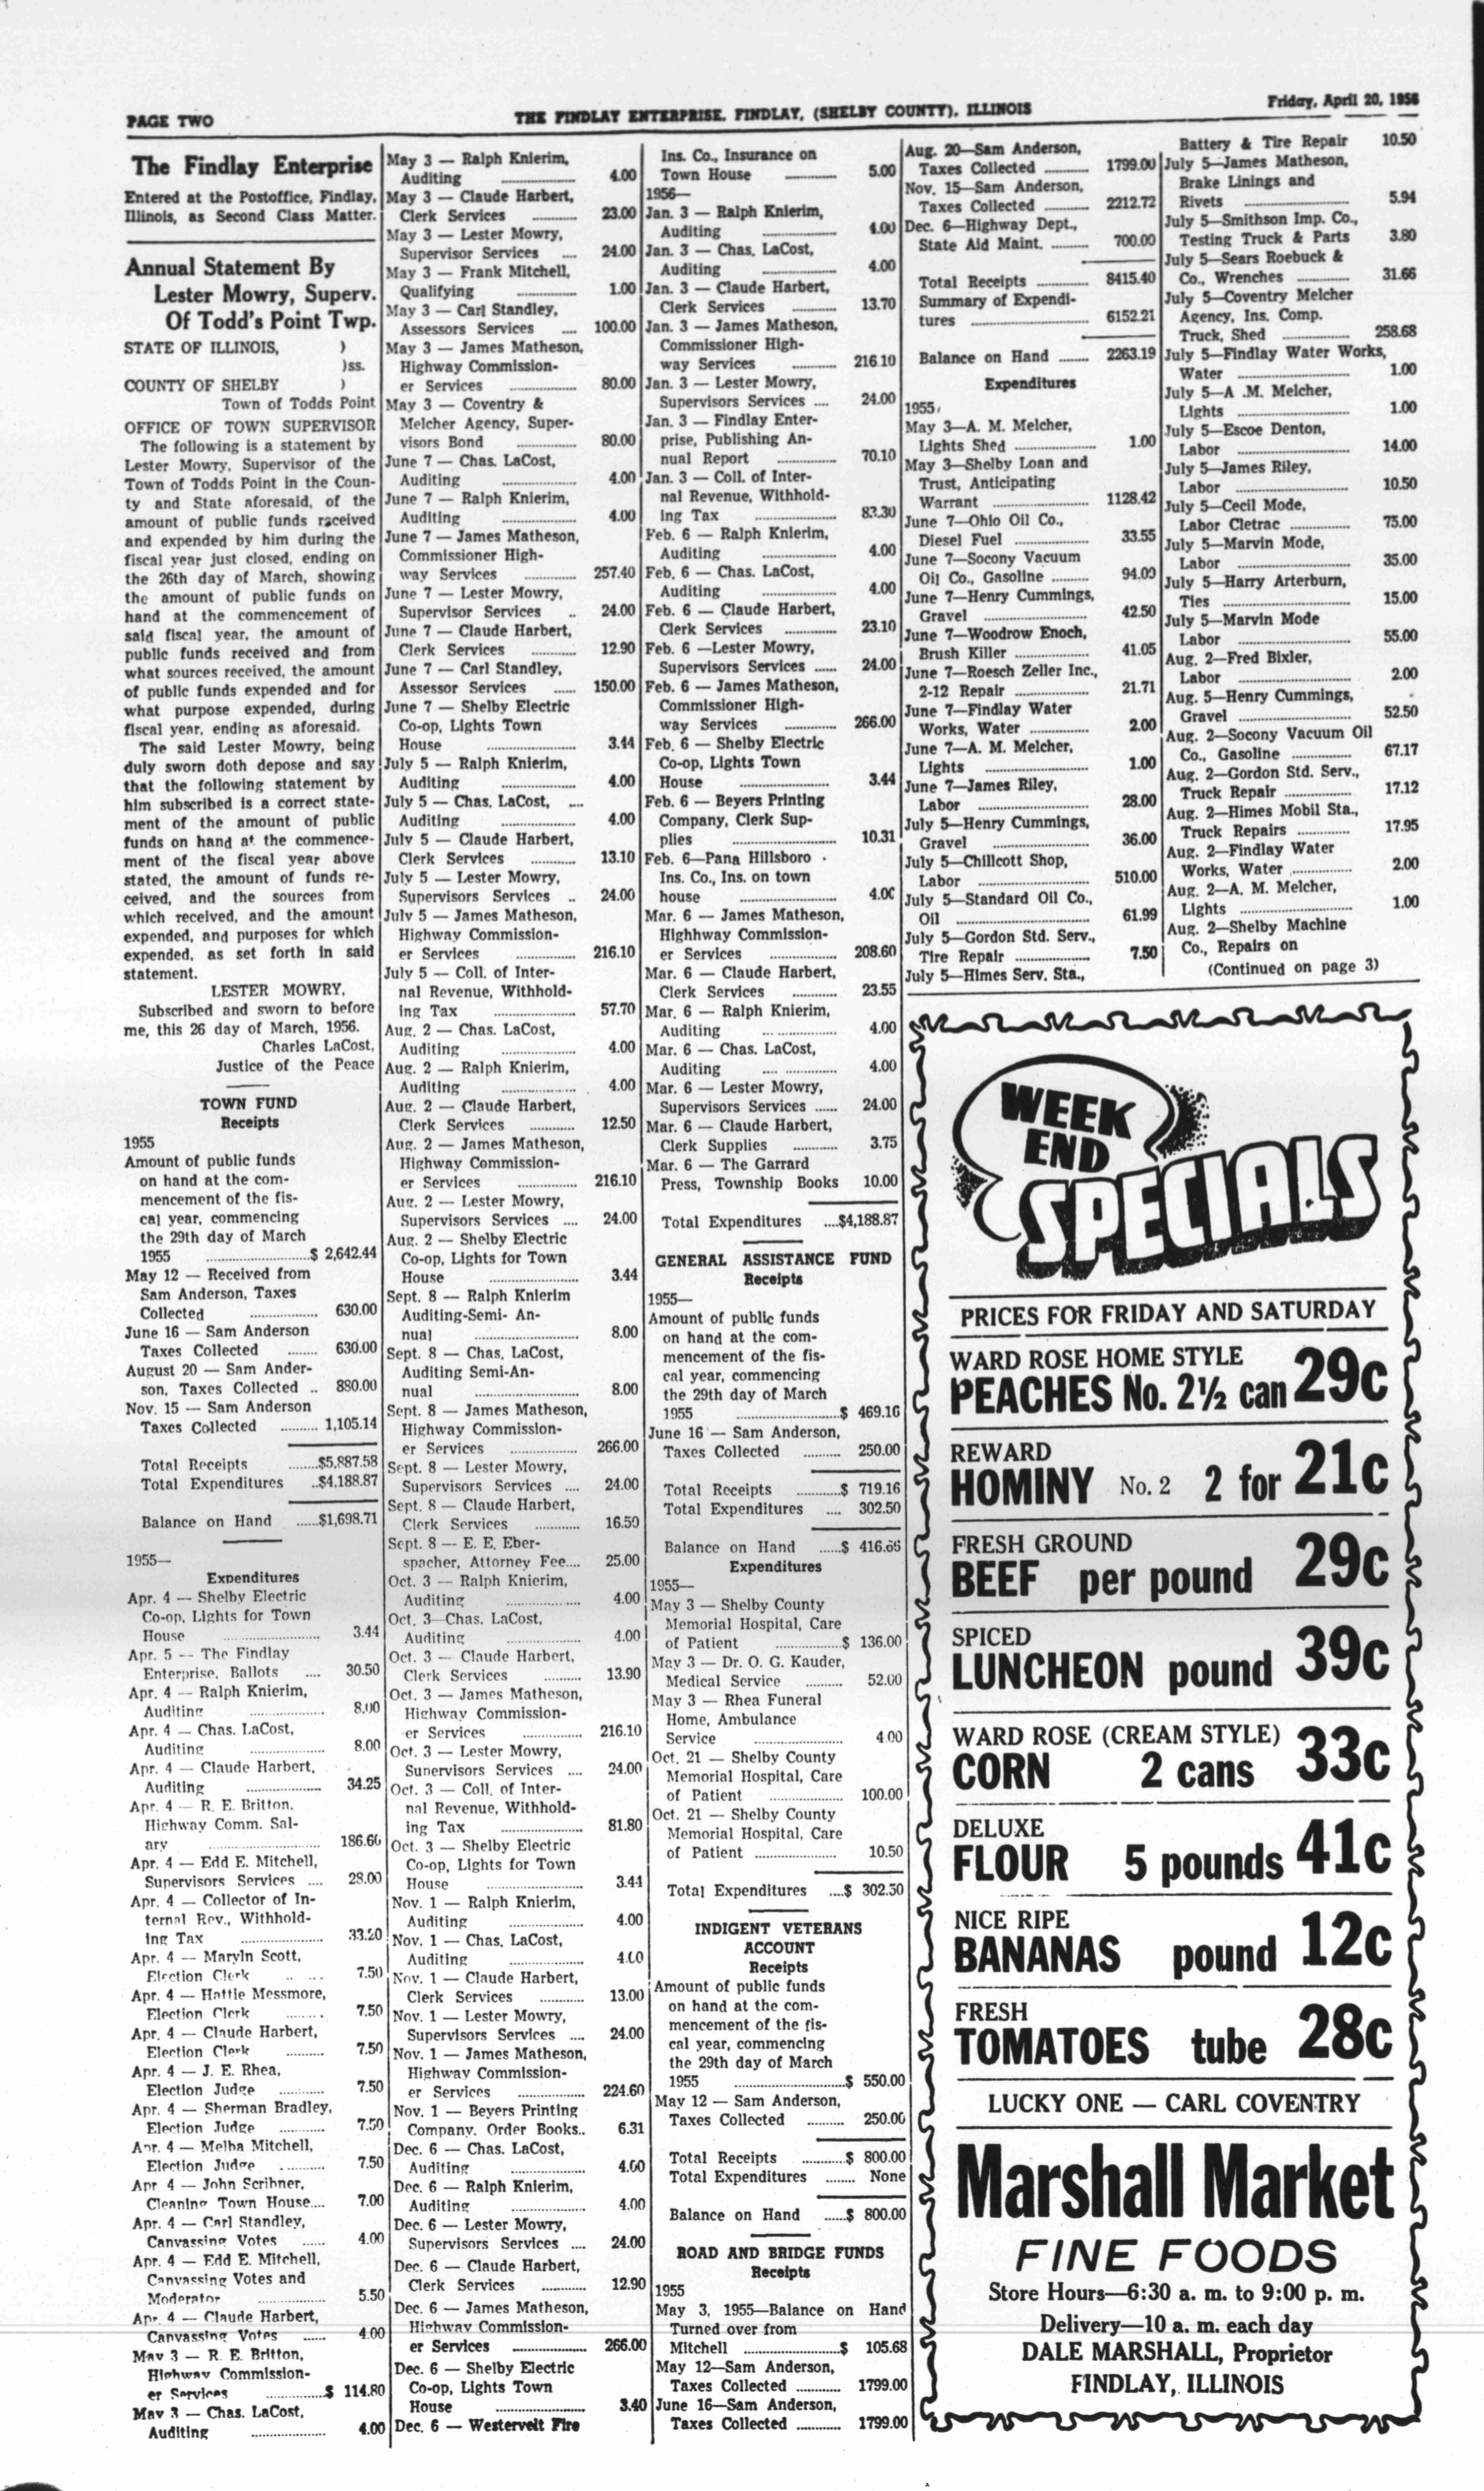 PAGE TWO
THE FINDLAY ENTERPRISE, FINDLAY, (SHELBY COUNTY), ILLINOIS
Friday, April 20, 1956
The Findlay Enterprise
Entered at the Postoffice, Findlay,
Illinois, as Second Class Matter.
Annual Statement By
Lester Mowry, Superv.
Of Todd's Point Twp.
STATE OF ILLINOIS, )
)ss.
COUNTY OF SHELBY )
Town of Todds Point
OFFICE OF TOWN SUPERVISOR
The following is a statement by
Lester Mowry, Supervisor of the
Town of Todds Point in the Coun-
ty and State aforesaid, of the
amount of public funds received
and expended by him during the
fiscal year just closed, ending on
the 26th day of March, showing
the amount of public funds on
hand at the commencement of
said fiscal year, the amount of
public funds received and from
what sources received, the amount
of public funds expended and for
what purpose expended, during
fiscal year, ending as aforesaid.
The said Lester Mowry, being
duly sworn doth depose and say
that the following statement by
him subscribed is a correct state-
ment of the amount of public
funds on hand at the commence-
ment of the fiscal year above
stated, the amount of funds re-
ceived, and the sources from
which received, and the amount
expended, and purposes for which
expended, as set forth in said
statement.
LESTER MOWRY,
Subscribed and sworn to before
me, this 26 day of March, 1956.
Charles LaCost,
Justice of the Peace
TOWN FUND
Receipts
1955
Amount of public funds
on hand at the com-
mencement of the fis-
cal year, commencing
the 29th day of March
1955 ........$ 2,642.44
May 12 — Received from
Sam Anderson, Taxes
Collected ........ 630.00
June 16 — Sam Anderson
Taxes Collected ........ 630.00
August 20 — Sam Ander-
son, Taxes Collected .. 880.00
Nov. 15 — Sam Anderson
Taxes Collected ........ 1,105.14
Total Receipts ........$5,887.58
Total Expenditures ..$4,188.87
Balance on Hand ......$1,698.71
1955—
Expenditures
Apr. 4 — Shelby Electric
Co-op, Lights for Town
House ........ 3.44
Apr. 5 — The Findlay
Enterprise, Ballots .... 30.50
Apr. 4 — Ralph Knierim,
Auditing ........ 8.00
Apr. 4 — Chas. LaCost,
Auditing ........ 8.00
Apr. 4 — Claude Harbert,
Auditing ........ 34.25
Apr. 4 — R. E. Britton,
Highway Comm. Sal-
ary ........ 186.60
Apr. 4 — Edd E. Mitchell,
Supervisors Services .... 28.00
Apr. 4 — Collector of In-
ternal Rev., Withhold-
ing Tax ........ 33.20
Apr. 4 — Marvin Scott,
Election Clerk ........ 7.50
Apr. 4 — Hattie Messmore,
Election Clerk ........ 7.50
Apr. 4 — Claude Harbert,
Election Clerk ........ 7.50
Apr. 4 — J. E. Rhea,
Election Judge ........ 7.50
Apr. 4 — Sherman Bradley,
Election Judge ........ 7.50
Apr. 4 — Melba Mitchell,
Election Judge ........ 7.50
Apr 4 — John Scribner,
Cleaning Town House.... 7.00
Apr. 4 — Carl Standley,
Canvassing Votes ...... 4.00
Apr. 4 — Edd E. Mitchell,
Canvassing Votes and
Moderator ........ 5.50
Apr. 4 — Claude Harbert,
Canvassing Votes ...... 4.00
May 3 — R. E. Britton,
Highway Commission-
er Services ........$ 114.80
May 3 — Chas. LaCost,
Auditing ........ 4.00
May 3 — Ralph Knierim,
Auditing ........ 4.00
May 3 — Claude Harbert,
Clerk Services ........ 23.00
May 3 — Lester Mowry,
Supervisor Services .... 24.00
May 3 — Frank Mitchell,
Qualifying ........ 1.00
May 3 — Carl Standley,
Assessors Services .... 100.00
May 3 — James Matheson,
Highway Commission-
er Services ........ 80.00
May 3 — Coventry &
Melcher Agency, Super-
visors Bond ........ 80.00
June 7 — Chas. LaCost,
Auditing ........ 4.00
June 7 — Ralph Knierim,
Auditing ........ 4.00
June 7 — James Matheson,
Commissioner High-
way Services ........ 257.40
June 7 — Lester Mowry,
Supervisor Services .. 24.00
June 7 — Claude Harbert,
Clerk Services ........ 12.90
June 7 — Carl Standley,
Assessor Services ...... 150.00
June 7 — Shelby Electric
Co-op, Lights Town
House ........ 3.44
July 5 — Ralph Knierim,
Auditing ........ 4.00
July 5 — Chas. LaCost, ....
Auditing ........ 4.00
July 5 — Claude Harbert,
Clerk Services ........ 13.10
July 5 — Lester Mowry,
Supervisors Services .. 24.00
July 5 — James Matheson,
Highway Commission-
er Services ........ 216.10
July 5 — Coll. of Inter-
nal Revenue, Withhold-
ing Tax ........ 57.70
Aug. 2 — Chas. LaCost,
Auditing ........ 4.00
Aug. 2 — Ralph Knierim,
Auditing ........ 4.00
Aug. 2 — Claude Harbert,
Clerk Services ........ 12.50
Aug. 2 — James Matheson,
Highway Commission-
er Services ........ 216.10
Aug. 2 — Lester Mowry,
Supervisors Services .... 24.00
Aug. 2 — Shelby Electric
Co-op, Lights for Town
House ........ 3.44
Sept. 8 — Ralph Knierim
Auditing-Semi- An-
nual ........ 8.00
Sept. 8 — Chas. LaCost,
Auditing Semi-An-
nual ........ 8.00
Sept. 8 — James Matheson,
Highway Commission-
er Services ........ 266.00
Sept. 8 — Lester Mowry,
Supervisors Services .... 24.00
Sept. 8 — Claude Harbert,
Clerk Services ........ 16.50
Sept. 8 — E. E. Eber-
spacher, Attorney Fee.... 25.00
Oct. 3 — Ralph Knierim,
Auditing ........ 4.00
Oct. 3—Chas. LaCost,
Auditing ........ 4.00
Oct. 3 — Claude Harbert,
Clerk Services ........ 13.90
Oct. 3 — James Matheson,
Highway Commission-
er Services ........ 216.10
Oct. 3 — Lester Mowry,
Supervisors Services .... 24.00
Oct. 3 — Coll. of Inter-
nal Revenue, Withhold-
ing Tax ........ 81.80
Oct. 3 — Shelby Electric
Co-op, Lights for Town
House ........ 3.44
Nov. 1 — Ralph Knierim,
Auditing ........ 4.00
Nov. 1 — Chas. LaCost,
Auditing ........ 4.00
Nov. 1 — Claude Harbert,
Clerk Services ........ 13.00
Nov. 1 — Lester Mowry,
Supervisors Services .... 24.00
Nov. 1 — James Matheson,
Highway Commission-
er Services ........ 224.60
Nov. 1 — Beyers Printing
Company. Order Books.. 6.31
Dec. 6 — Chas. LaCost,
Auditing ........ 4.00
Dec. 6 — Ralph Knierim,
Auditing ........ 4.00
Dec. 6 — Lester Mowry,
Supervisors Services .... 24.00
Dec. 6 — Claude Harbert,
Clerk Services ........ 12.90
Dec. 6 — James Matheson,
Highway Commission-
er Services ........ 266.00
Dec. 6 — Shelby Electric
Co-op, Lights Town
House ........ 3.40
Dec. 6 — Westervelt Fire
Ins. Co., Insurance on
Town House ........ 5.00
1956—
Jan. 3 — Ralph Knierim,
Auditing ........ 4.00
Jan. 3 — Chas. LaCost,
Auditing ........ 4.00
Jan. 3 — Claude Harbert,
Clerk Services ........ 13.70
Jan. 3 — James Matheson,
Commissioner High-
way Services ........ 216.10
Jan. 3 — Lester Mowry,
Supervisors Services .... 24.00
Jan. 3 — Findlay Enter-
prise, Publishing An-
nual Report ........ 70.10
Jan. 3 — Coll. of Inter-
nal Revenue, Withhold-
ing Tax ........ 83.30
Feb. 6 — Ralph Knierim,
Auditing ........ 4.00
Feb. 6 — Chas. LaCost,
Auditing ........ 4.00
Feb. 6 — Claude Harbert,
Clerk Services ........ 23.10
Feb. 6 —Lester Mowry,
Supervisors Services ...... 24.00
Feb. 6 — James Matheson,
Commissioner High-
way Services ........ 266.00
Feb. 6 — Shelby Electric
Co-op, Lights Town
House ........ 3.44
Feb. 6 — Beyers Printing
Company, Clerk Sup-
plies ........ 10.31
Feb. 6—Pana Hillsboro
Ins. Co., Ins. on town
house ........ 4.00
Mar. 6 — James Matheson,
Highhway Commission-
er Services ........ 208.60
Mar. 6 — Claude Harbert,
Clerk Services ........ 23.55
Mar. 6 — Ralph Knierim,
Auditing ........ 4.00
Mar. 6 — Chas. LaCost,
Auditing ........ 4.00
Mar. 6 — Lester Mowry,
Supervisors Services ...... 24.00
Mar. 6 — Claude Harbert,
Clerk Supplies ........ 3.75
Mar. 6 — The Garrard
Press, Township Books 10.00
Total Expenditures ....$4,188.87
GENERAL ASSISTANCE FUND
Receipts
1955—
Amount of public funds
on hand at the com-
mencement of the fis-
cal year, commencing
the 29th day of March
1955 ........$ 469.16
June 16 — Sam Anderson,
Taxes Collected ........ 250.00
Total Receipts ........$ 719.16
Total Expenditures .... 302.50
Balance on Hand ......$ 416.66
Expenditures
1955—
May 3 — Shelby County
Memorial Hospital, Care
of Patient ........$ 136.00
May 3 — Dr. O. G. Kauder,
Medical Service ........ 52.00
May 3 — Rhea Funeral
Home, Ambulance
Service ........ 4.00
Oct. 21 — Shelby County
Memorial Hospital, Care
of Patient ........ 100.00
Oct. 21 — Shelby County
Memorial Hospital, Care
of Patient ........ 10.50
Total Expenditures ....$ 302.50
INDIGENT VETERANS
ACCOUNT
Receipts
Amount of public funds
on hand at the com-
mencement of the fis-
cal year, commencing
the 29th day of March
1955 ........$ 550.00
May 12 — Sam Anderson,
Taxes Collected ........ 250.00
Total Receipts ........$ 800.00
Total Expenditures ........ None
Balance on Hand ......$ 800.00
ROAD AND BRIDGE FUNDS
Receipts
1955
May 3, 1955—Balance on Hand
Turned over from
Mitchell ........$ 105.68
May 12—Sam Anderson,
Taxes Collected ........ 1799.00
June 16—Sam Anderson,
Taxes Collected ........ 1799.00
Aug. 20—Sam Anderson,
Taxes Collected ........ 1799.00
Nov. 15—Sam Anderson,
Taxes Collected ........ 2212.72
Dec. 6—Highway Dept.,
State Aid Maint. ........ 700.00
Total Receipts ........ 8415.40
Summary of Expendi-
tures ........ 6152.21
Balance on Hand ........ 2263.19
Expenditures
1955
May 3—A. M. Melcher,
Lights Shed ........ 1.00
May 3—Shelby Loan and
Trust, Anticipating
Warrant ........ 1128.42
June 7—Ohio Oil Co.,
Diesel Fuel ........ 33.55
June 7—Socony Vacuum
Oil Co., Gasoline ........ 94.09
June 7—Henry Cummings,
Gravel ........ 42.50
June 7—Woodrow Enoch,
Brush Killer ........ 41.05
June 7—Roesch Zeller Inc.,
2-12 Repair ........ 21.71
June 7—Findlay Water
Works, Water ........ 2.00
June 7—A. M. Melcher,
Lights ........ 1.00
June 7—James Riley,
Labor ........ 28.00
July 5—Henry Cummings,
Gravel ........ 36.00
July 5—Chillcott Shop,
Labor ........ 510.00
July 5—Standard Oil Co.,
Oil ........ 61.99
July 5—Gordon Std. Serv.,
Tire Repair ........ 7.50
July 5—Himes Serv. Sta.,
Battery & Tire Repair 10.50
July 5—James Matheson,
Brake Linings and
Rivets ........ 5.94
July 5—Smithson Imp. Co.,
Testing Truck & Parts 3.80
July 5—Sears Roebuck &
Co., Wrenches ........ 31.66
July 5—Coventry Melcher
Agency, Ins. Comp.
Truck, Shed ........ 258.68
July 5—Findlay Water Works,
Water ........ 1.00
July 5—A .M. Melcher,
Lights ........ 1.00
July 5—Escoe Denton,
Labor ........ 14.00
July 5—James Riley,
Labor ........ 10.50
July 5—Cecil Mode,
Labor Cletrac ........ 75.00
July 5—Marvin Mode,
Labor ........ 35.00
July 5—Harry Arterburn,
Ties ........ 15.00
July 5—Marvin Mode
Labor ........ 55.00
Aug. 2—Fred Bixler,
Labor ........ 2.00
Aug. 5—Henry Cummings,
Gravel ........ 52.50
Aug. 2—Socony Vacuum Oil
Co., Gasoline ........ 67.17
Aug. 2—Gordon Std. Serv.,
Truck Repair ........ 17.12
Aug. 2—Himes Mobil Sta.,
Truck Repairs ........ 17.95
Aug. 2—Findlay Water
Works, Water ........ 2.00
Aug. 2—A. M. Melcher,
Lights ........ 1.00
Aug. 2—Shelby Machine
Co., Repairs on
(Continued on page 3)
WEEK
END
SPECIALS
PRICES FOR FRIDAY AND SATURDAY
WARD ROSE HOME STYLE
PEACHES No. 2½ can 29c
REWARD
HOMINY No. 2 2 for 21c
FRESH GROUND
BEEF per pound 29c
SPICED
LUNCHEON pound 39c
WARD ROSE (CREAM STYLE)
CORN 2 cans 33c
DELUXE
FLOUR 5 pounds 41c
NICE RIPE
BANANAS pound 12c
FRESH
TOMATOES tube 28c
LUCKY ONE — CARL COVENTRY
Marshall Market
FINE FOODS
Store Hours—6:30 a. m. to 9:00 p. m.
Delivery—10 a. m. each day
DALE MARSHALL, Proprietor
FINDLAY, ILLINOIS